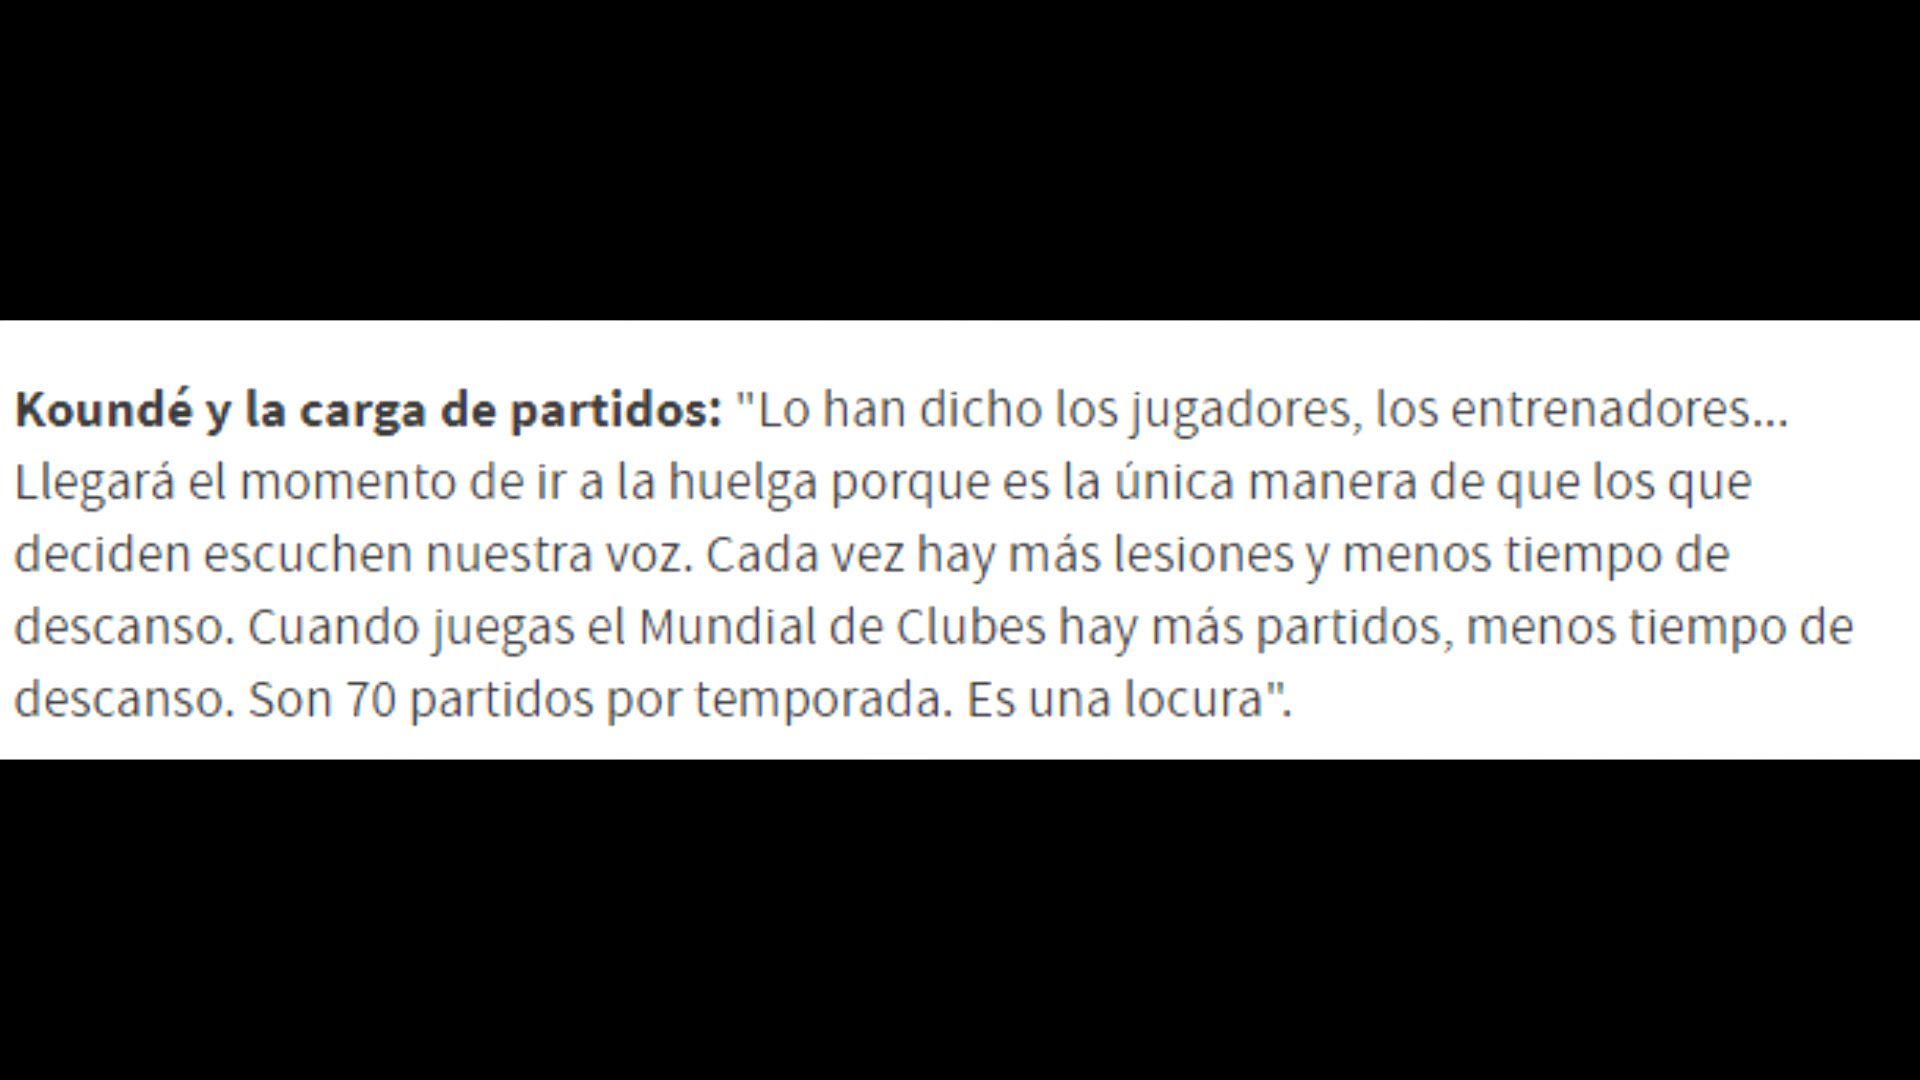 Koundé y la carga de partidos: "Lo han dicho los jugadores, los entrenadores...
Llegará el momento de ir a la huelga porque es la única manera de que los que
deciden escuchen nuestra voz. Cada vez hay más lesiones y menos tiempo de
descanso. Cuando juegas el Mundial de Clubes hay más partidos, menos tiempo de
descanso. Son 70 partidos por temporada. Es una locura".